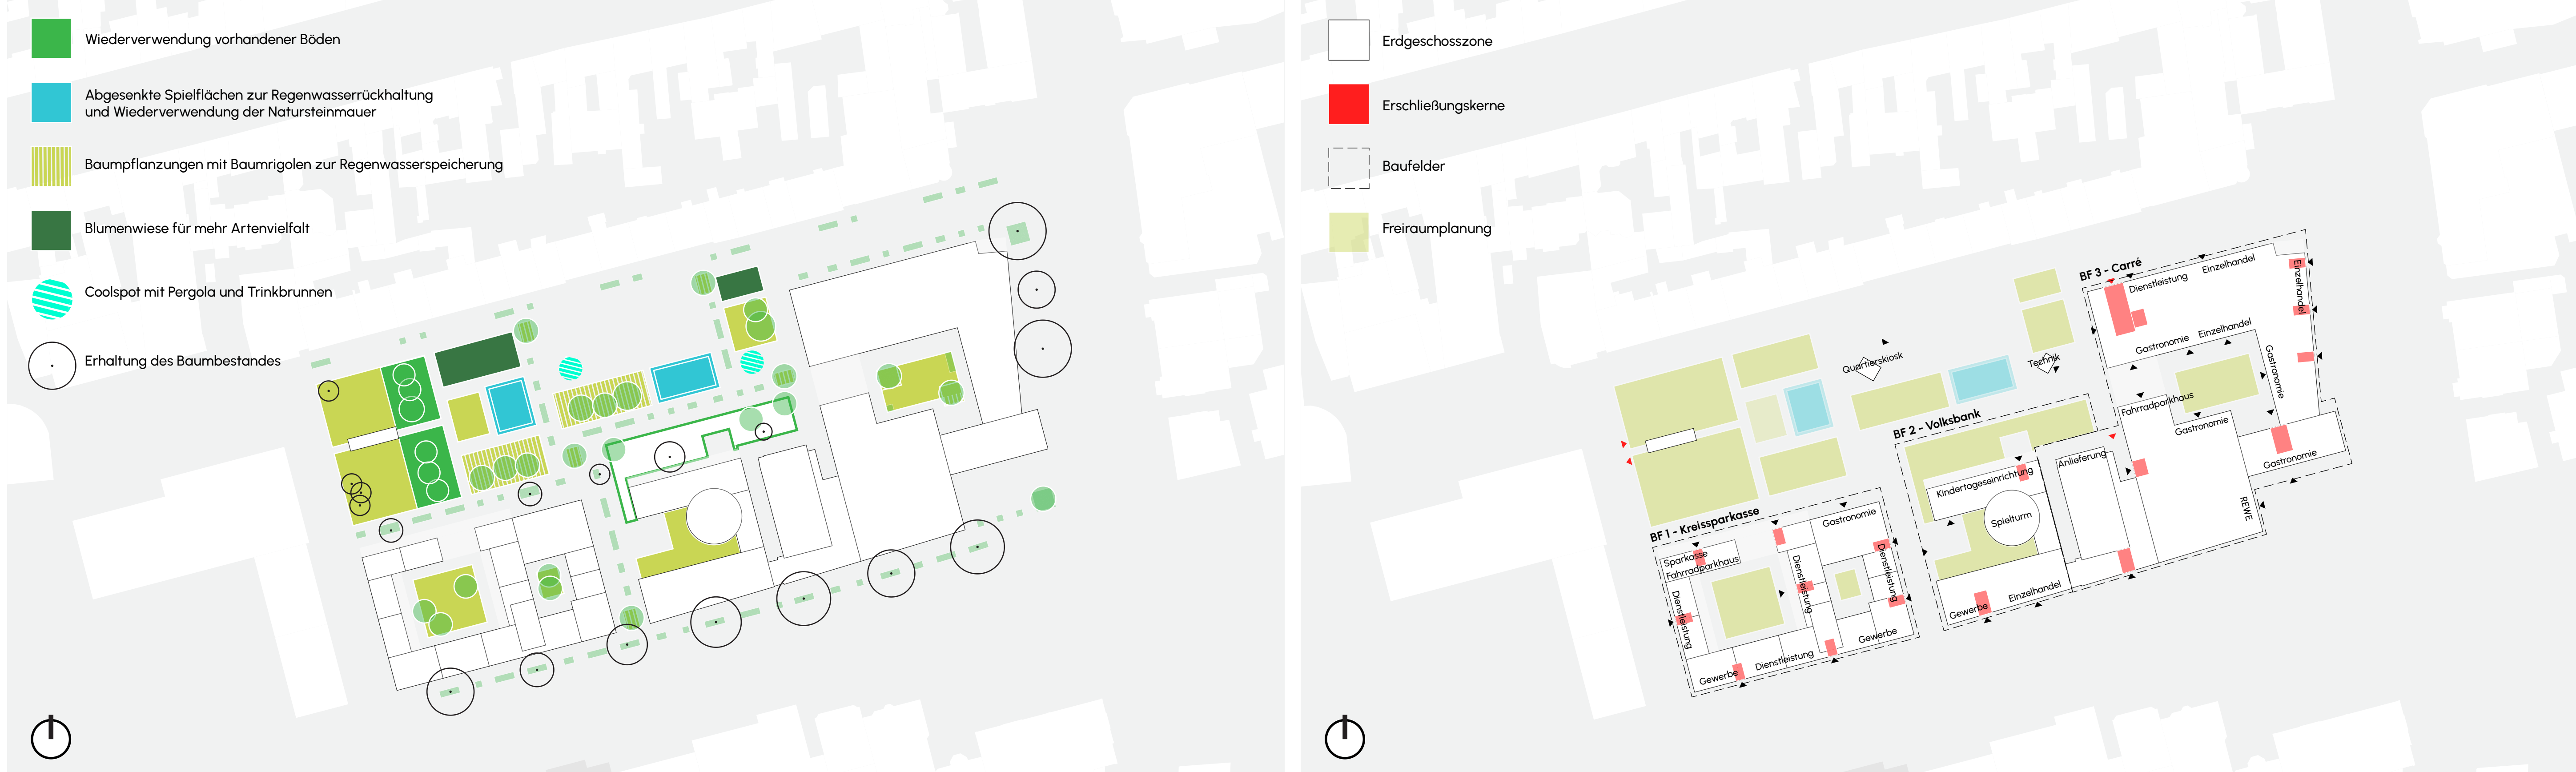 Wiederverwendung vorhandener Böden
Abgesenkte Spielflächen zur Regenwasserrückhaltung
und Wiederverwendung der Natursteinmauer
Baumpflanzungen mit Baumrigolen zur Regenwasserspeicherung
Blumenwiese für mehr Artenvielfalt
Coolspot mit Pergola und Trinkbrunnen
Erhaltung des Baumbestandes
Erdgeschosszone
Erschließungskerne
Baufelder
Freiraumplanung
BF 3 - Carré
Dienstleistung
Einzelhandel
Einzelhandel
Gastronomie
Einzelhandel
Gastronomie
Quartierskiosk
Technik
Fahrradparkhaus
Gastronomie
Gastronomie
REWE
BF 2 - Volksbank
Kindertageseinrichtung
Anlieferung
Spielturm
Gewerbe
Einzelhandel
BF 1 - Kreissparkasse
Sparkasse
Fahrradparkhaus
Gastronomie
Dienstleistung
Dienstleistung
Dienstleistung
Gewerbe
Dienstleistung
Gewerbe